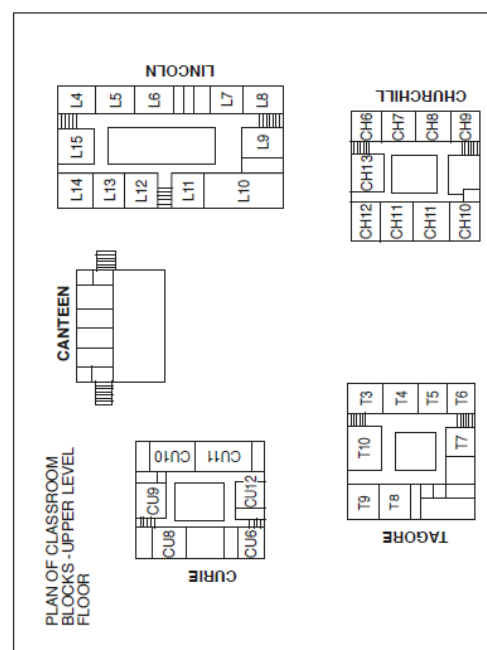 LINCOLN
L4 L5 L6 L7 L8
L15 L9
L14 L13 L12 L11 L10
CHURCHILL
CH6 CH7 CH8 CH9
CH13
CH12 CH11 CH11 CH10
CANTEEN
PLAN OF CLASSROOM
BLOCKS -UPPER LEVEL
FLOOR
CU10 CU11
CU9 CU12
CU8 CU6
CURIE
T3 T4 T5 T6
T10 T7
T9 T8
TAGORE